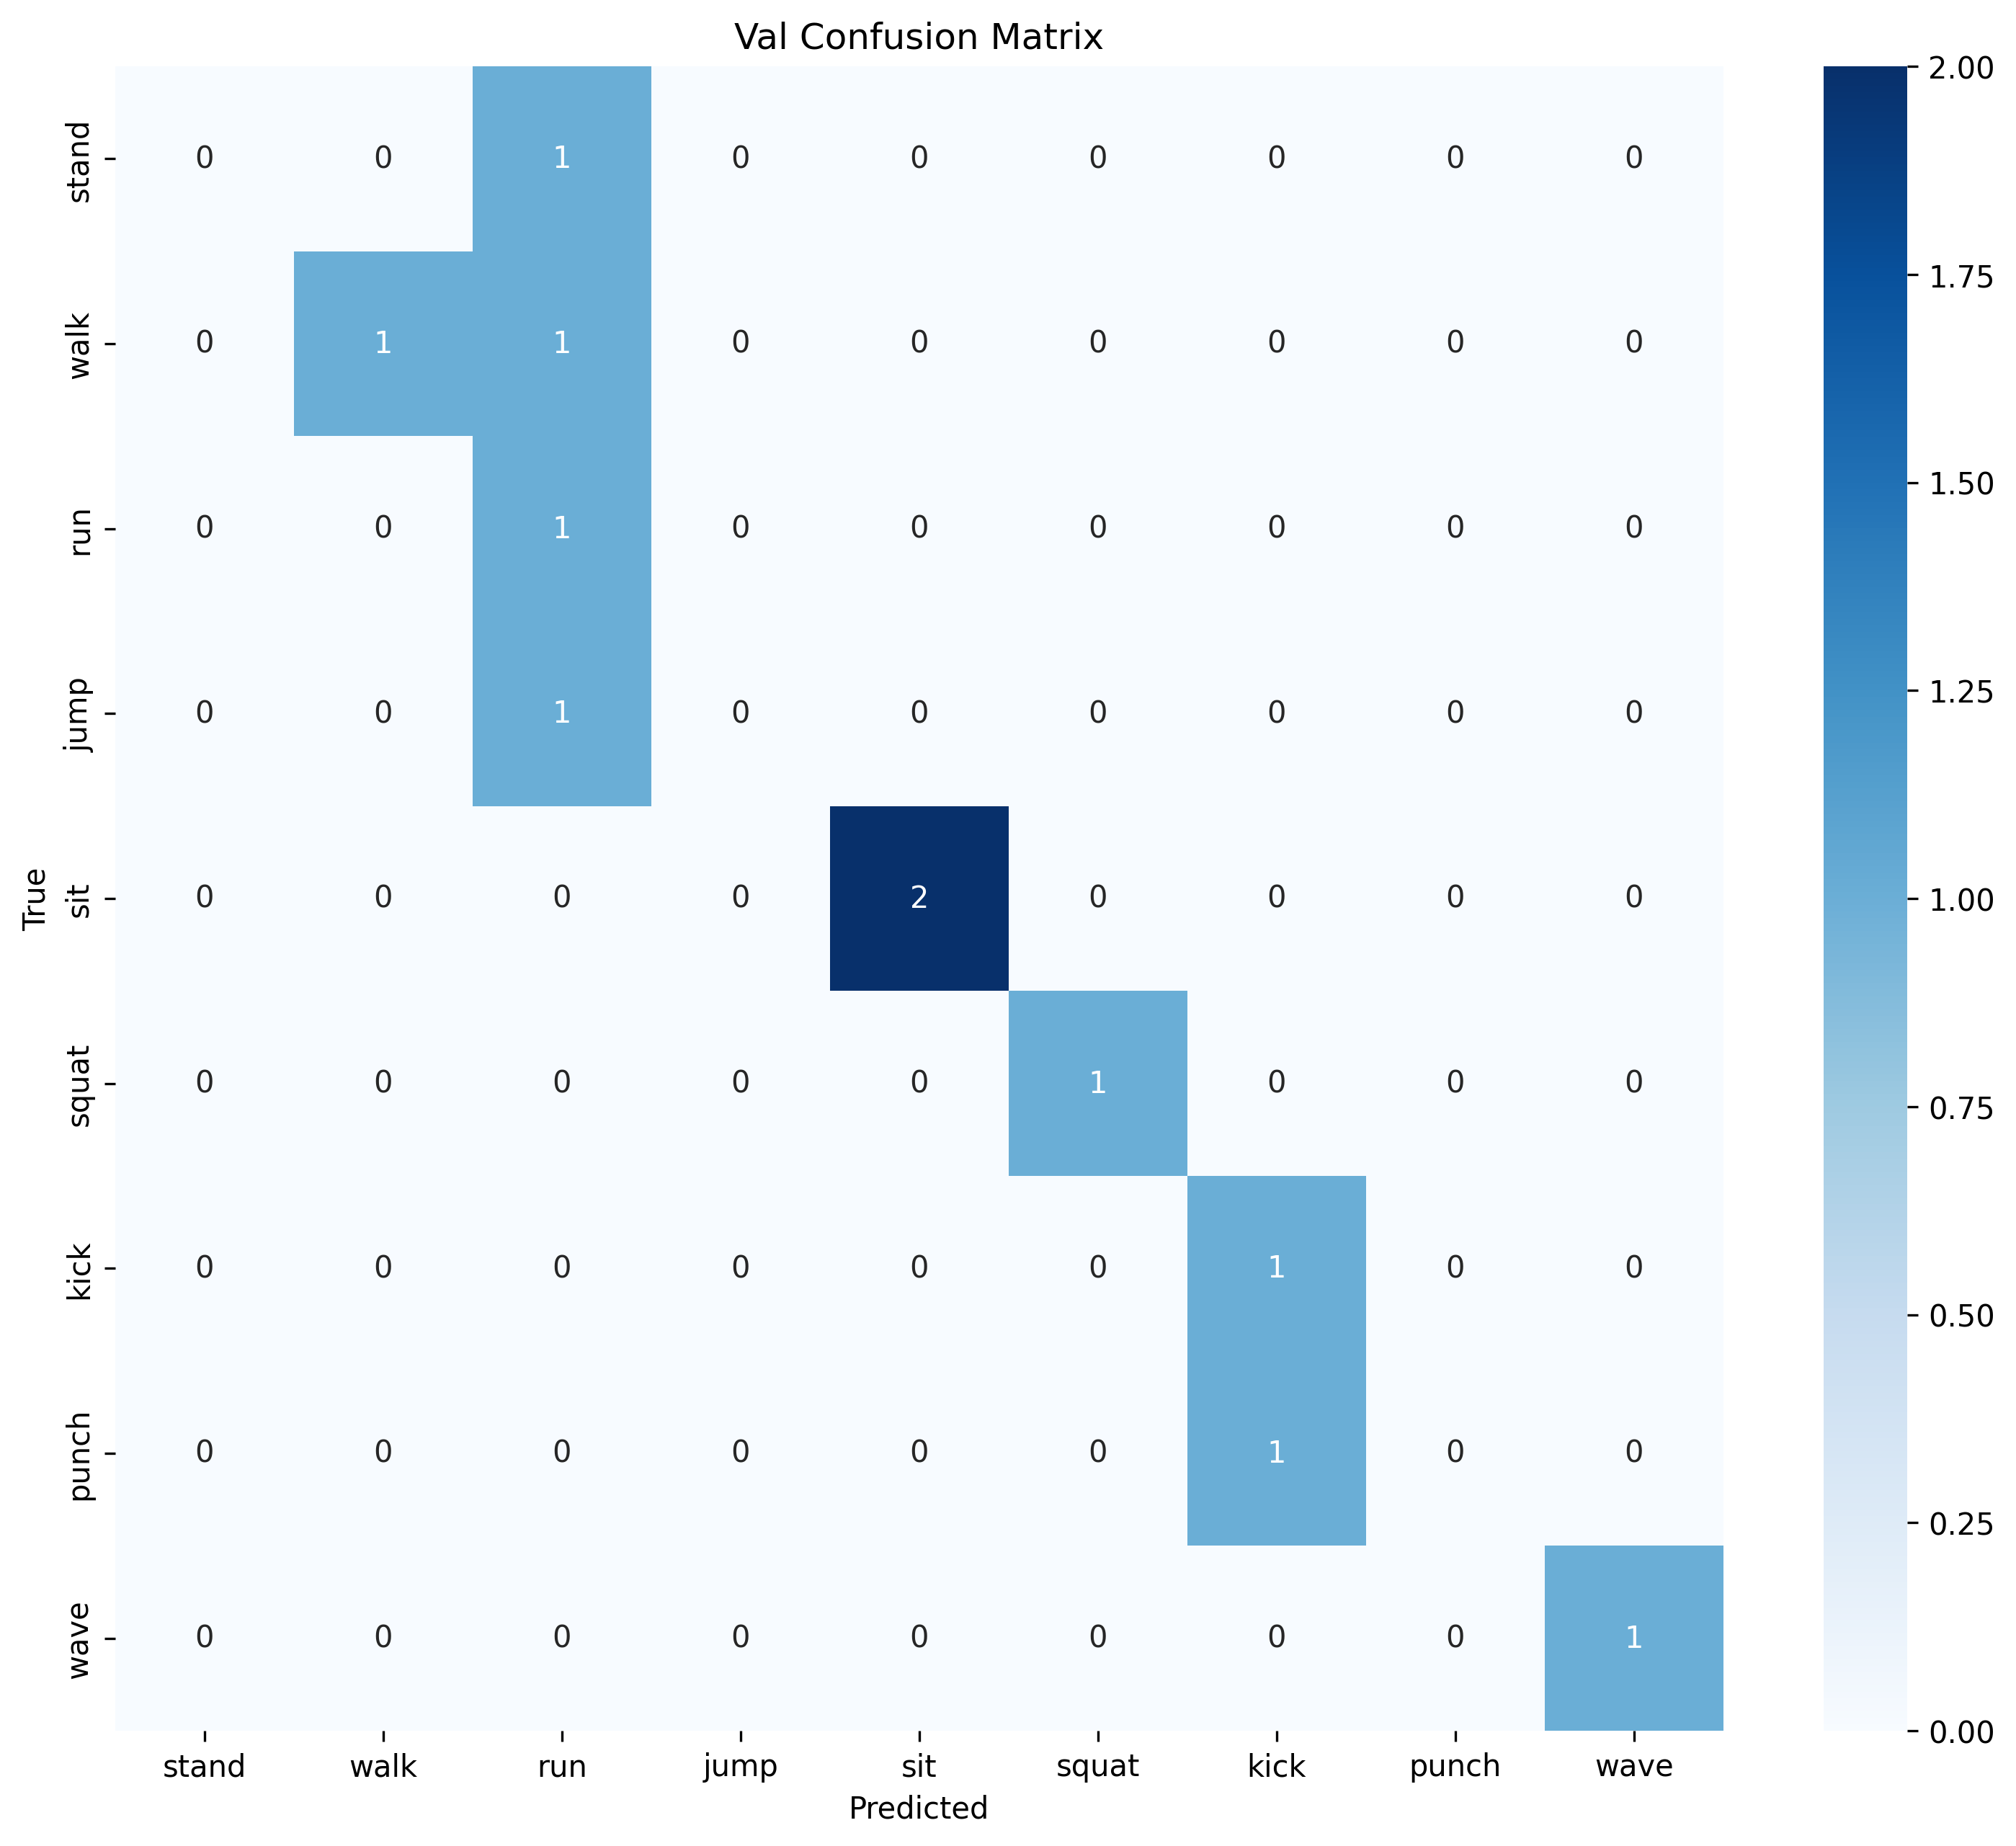 Val Confusion Matrix
True
stand 0 0 1 0 0 0 0 0 0
walk 0 1 1 0 0 0 0 0 0
run 0 0 1 0 0 0 0 0 0
jump 0 0 1 0 0 0 0 0 0
sit 0 0 0 0 2 0 0 0 0
squat 0 0 0 0 0 1 0 0 0
kick 0 0 0 0 0 0 1 0 0
punch 0 0 0 0 0 0 1 0 0
wave 0 0 0 0 0 0 0 0 1
stand walk run jump sit squat kick punch wave
Predicted
2.00
1.75
1.50
1.25
1.00
0.75
0.50
0.25
0.00